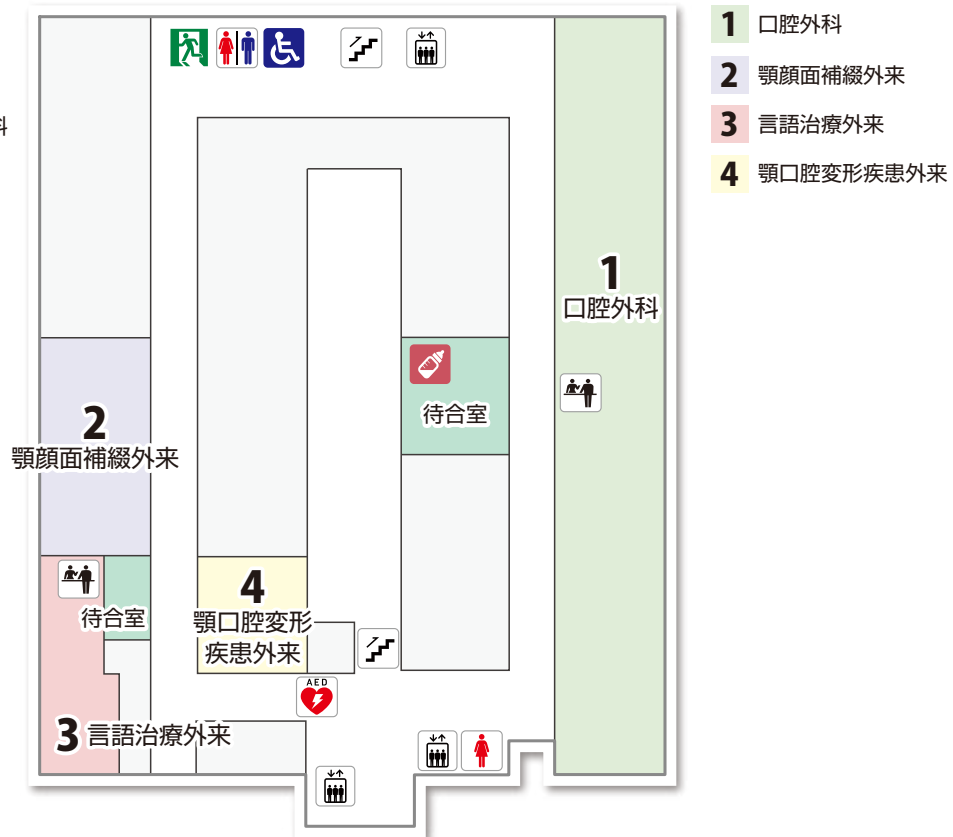 1 口腔外科
2 顎顔面補綴外来
3 言語治療外来
4 顎口腔変形疾患外来
科
1
口腔外科
待合室
2
顎顔面補綴外来
待合室
4
顎口腔変形
疾患外来
AED
3 言語治療外来